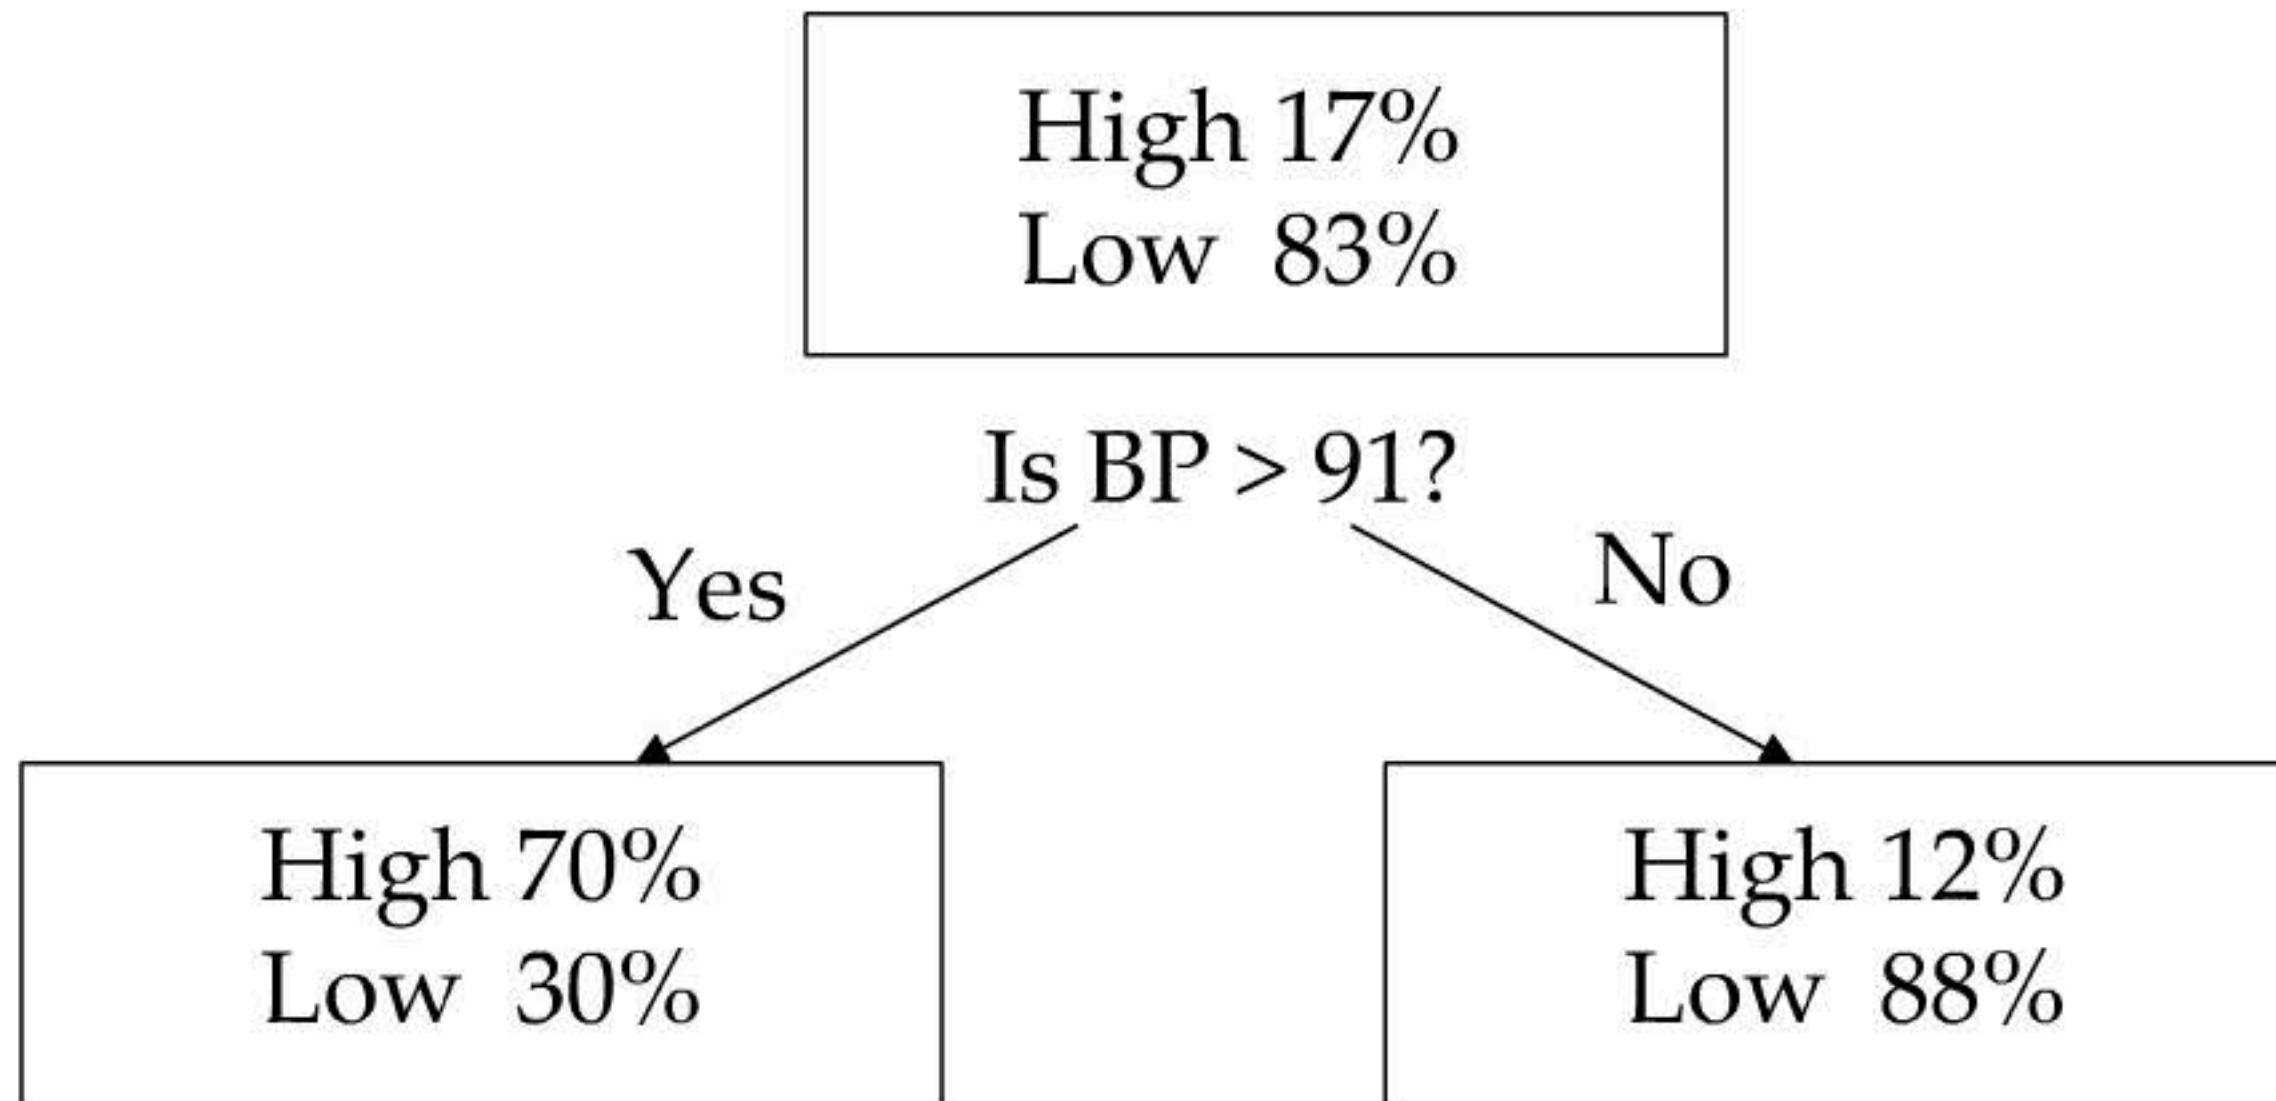 High 17%
Low 83%
Is BP > 91?
Yes
No
High 70%
Low 30%
High 12%
Low 88%